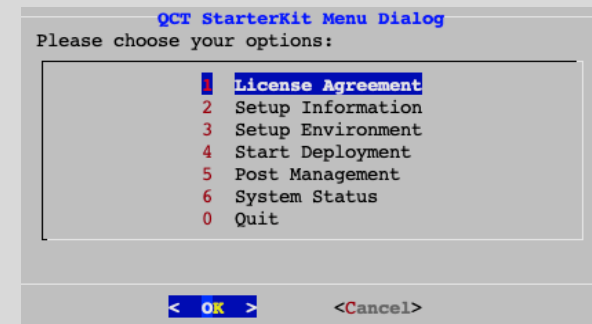 QCT StarterKit Menu Dialog
Please choose your options:
1 License Agreement
2 Setup Information
3 Setup Environment
4 Start Deployment
5 Post Management
6 System Status
0 Quit
< OK > <Cancel>